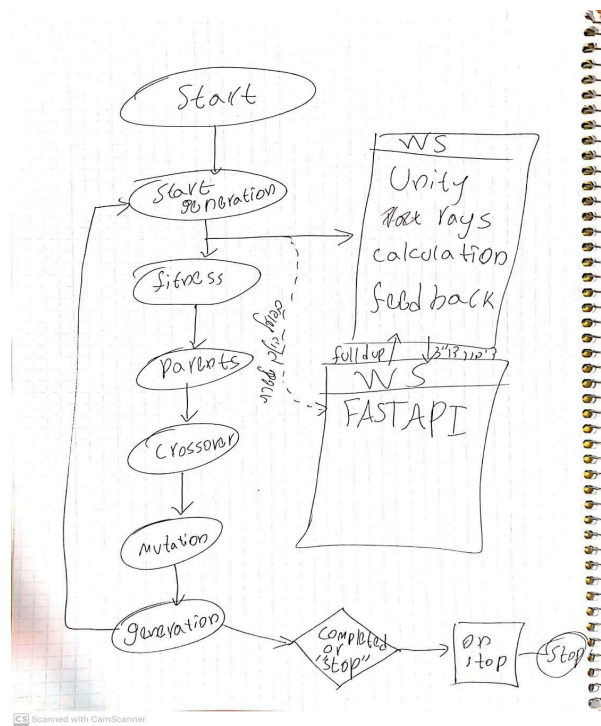 Start
Start
generation
fitness
parents
Crossover
Mutation
generation
WS
Unity
rays
calculation
feedback
WS
FASTAPI
Completed
or
"Stop"
on
stop
Stop
CS Scanned with CamScanner